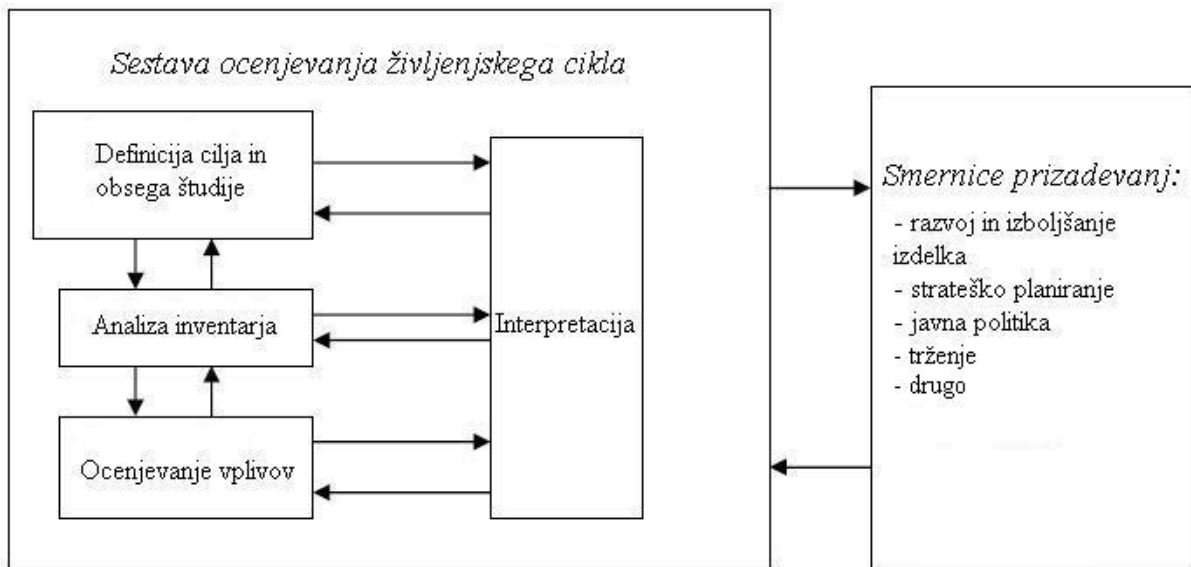 Sestava ocenjevanja življenjskega cikla
Definicija cilja in
obsega študije
Analiza inventarja
Ocenjevanje vplivov
Interpretacija
Smernice prizadevanj:
- razvoj in izboljšanje
izdelka
- strateško planiranje
- javna politika
- trženje
- drugo